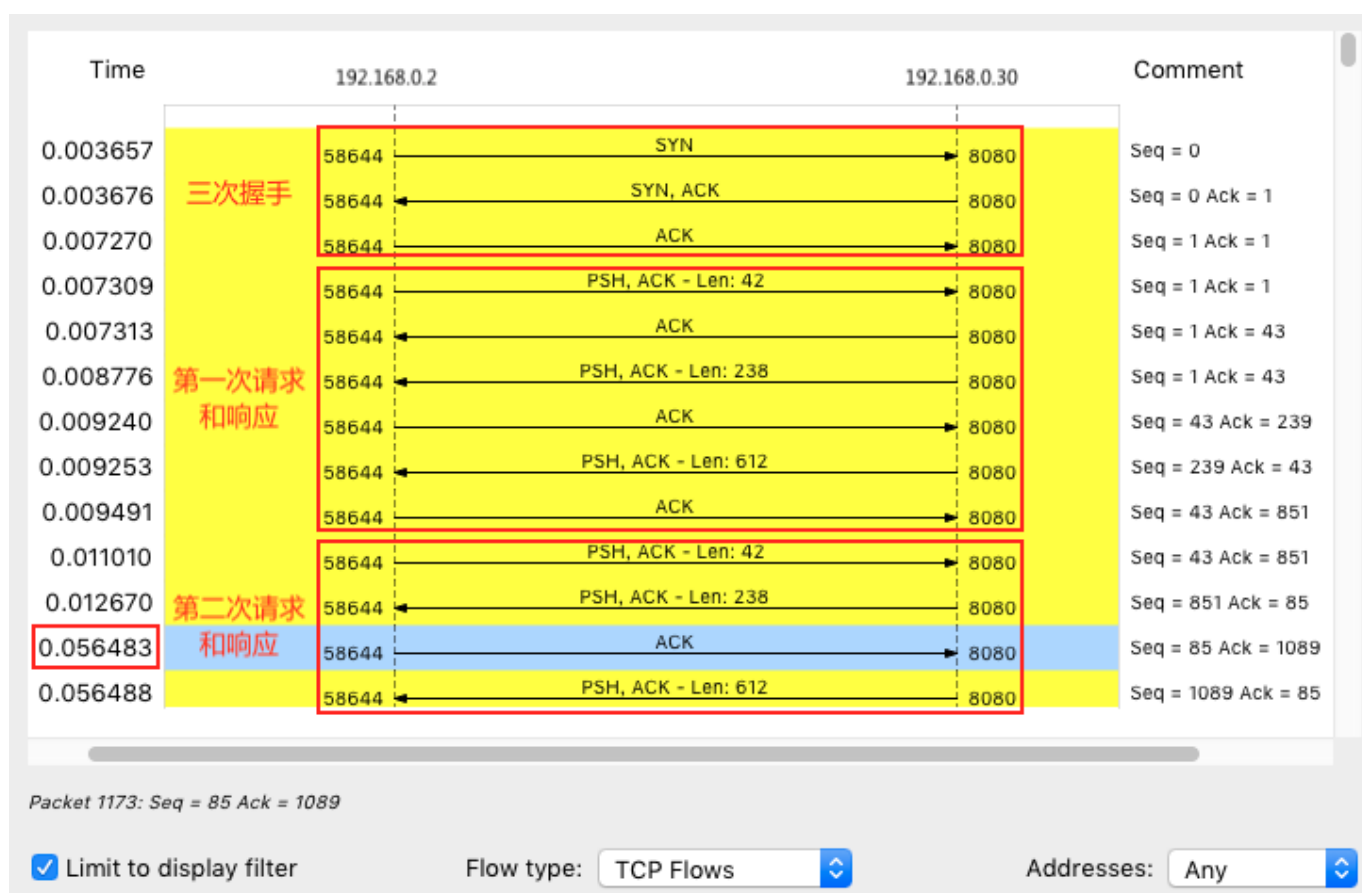 Time 192.168.0.2 192.168.0.30 Comment
0.003657 58644 SYN 8080 Seq = 0
0.003676 三次握手 58644 SYN, ACK 8080 Seq = 0 Ack = 1
0.007270 58644 ACK 8080 Seq = 1 Ack = 1
0.007309 58644 PSH, ACK - Len: 42 8080 Seq = 1 Ack = 1
0.007313 58644 ACK 8080 Seq = 1 Ack = 43
0.008776 第一次请求 58644 PSH, ACK - Len: 238 8080 Seq = 1 Ack = 43
0.009240 和响应 58644 ACK 8080 Seq = 43 Ack = 239
0.009253 58644 PSH, ACK - Len: 612 8080 Seq = 239 Ack = 43
0.009491 58644 ACK 8080 Seq = 43 Ack = 851
0.011010 58644 PSH, ACK - Len: 42 8080 Seq = 43 Ack = 851
0.012670 第二次请求 58644 PSH, ACK - Len: 238 8080 Seq = 851 Ack = 85
0.056483 和响应 58644 ACK 8080 Seq = 85 Ack = 1089
0.056488 58644 PSH, ACK - Len: 612 8080 Seq = 1089 Ack = 85
Packet 1173: Seq = 85 Ack = 1089
Limit to display filter Flow type: TCP Flows Addresses: Any